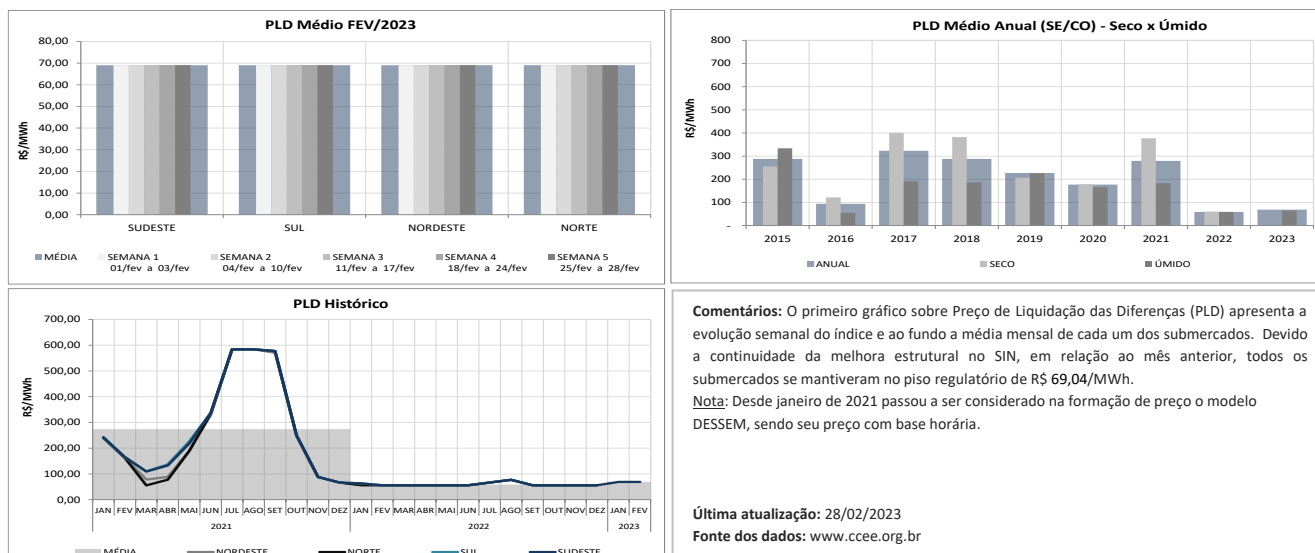 PLD Médio FEV/2023
80,00
70,00
60,00
50,00
40,00
30,00
20,00
10,00
0,00
R$/MWh
SUDESTE SUL NORDESTE NORTE
MÉDIA SEMANA 1 SEMANA 2 SEMANA 3 SEMANA 4 SEMANA 5
01/fev a 03/fev 04/fev a 10/fev 11/fev a 17/fev 18/fev a 24/fev 25/fev a 28/fev
PLD Médio Anual (SE/CO) - Seco x Úmido
800
700
600
500
400
300
200
100
-
R$/MWh
2015 2016 2017 2018 2019 2020 2021 2022 2023
ANUAL SECO ÚMIDO
PLD Histórico
700,00
600,00
500,00
400,00
300,00
200,00
100,00
0,00
R$/MWh
JAN FEV MAR ABR MAI JUN JUL AGO SET OUT NOV DEZ JAN FEV MAR ABR MAI JUN JUL AGO SET OUT NOV DEZ JAN FEV
2021 2022 2023
MÉDIA NORDESTE NORTE SUL SUDESTE
Comentários: O primeiro gráfico sobre Preço de Liquidação das Diferenças (PLD) apresenta a
evolução semanal do índice e ao fundo a média mensal de cada um dos submercados. Devido
a continuidade da melhora estrutural no SIN, em relação ao mês anterior, todos os
submercados se mantiveram no piso regulatório de R$ 69,04/MWh.
Nota: Desde janeiro de 2021 passou a ser considerado na formação de preço o modelo
DESSEM, sendo seu preço com base horária.
Última atualização: 28/02/2023
Fonte dos dados: www.ccee.org.br